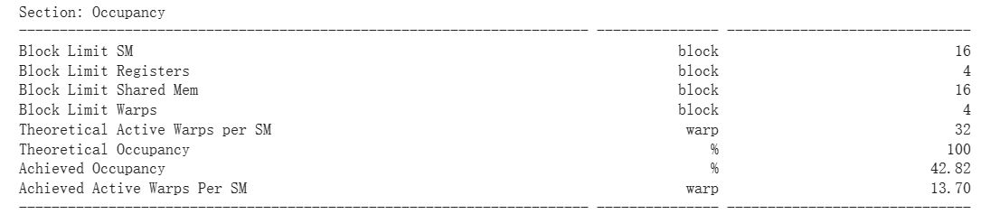 Section: Occupancy
---------------------------------------------------------------------- --------------- ------------------------------
Block Limit SM block 16
Block Limit Registers block 4
Block Limit Shared Mem block 16
Block Limit Warps block 4
Theoretical Active Warps per SM warp 32
Theoretical Occupancy % 100
Achieved Occupancy % 42.82
Achieved Active Warps Per SM warp 13.70
---------------------------------------------------------------------- --------------- ------------------------------